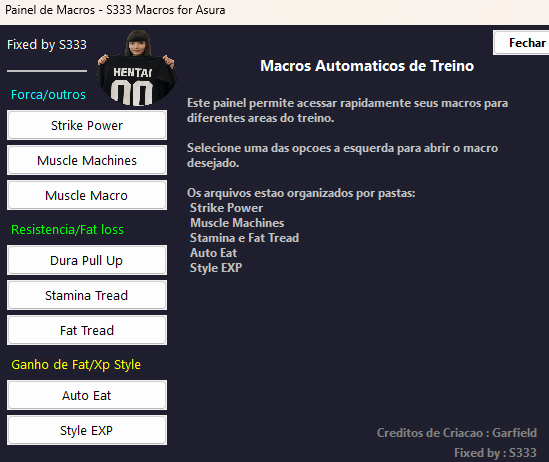 Painel de Macros - S333 Macros for Asura
Fixed by S333
HENTAI
00
Fechar
Forca/outros
Strike Power
Muscle Machines
Muscle Macro
Resistencia/Fat loss
Dura Pull Up
Stamina Tread
Fat Tread
Ganho de Fat/Xp Style
Auto Eat
Style EXP
Macros Automaticos de Treino
Este painel permite acessar rapidamente seus macros para
diferentes areas do treino.
Selecione uma das opcoes a esquerda para abrir o macro
desejado.
Os arquivos estao organizados por pastas:
Strike Power
Muscle Machines
Stamina e Fat Tread
Auto Eat
Style EXP
Creditos de Criacao : Garfield
Fixed by : S333